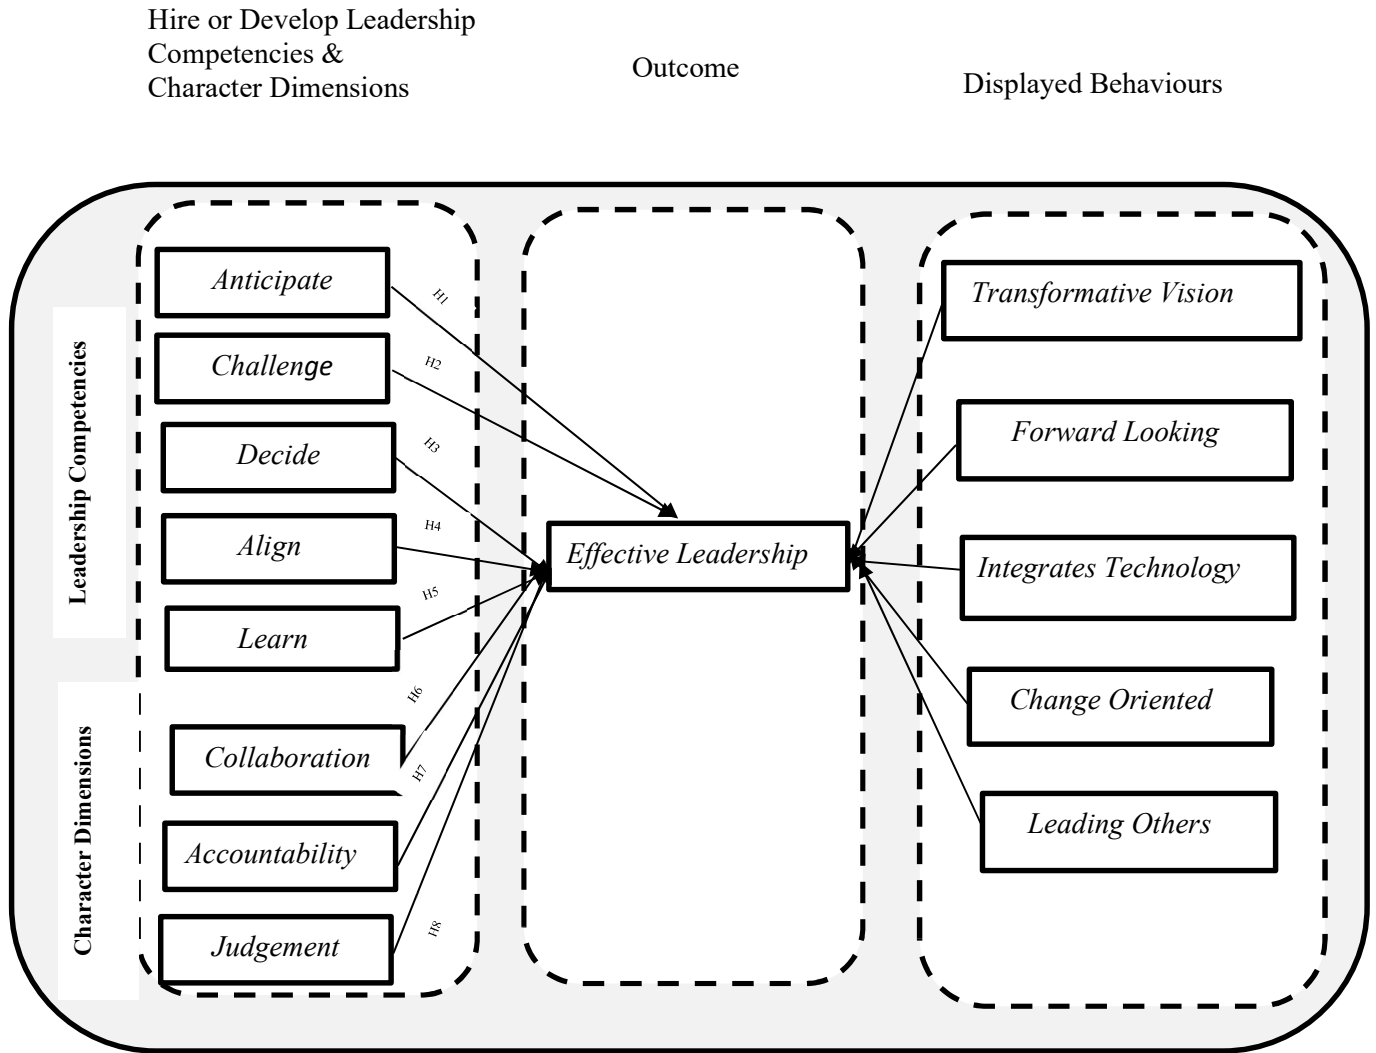 Hire or Develop Leadership
Competencies &
Character Dimensions
Outcome
Displayed Behaviours
Leadership Competencies
Character Dimensions
Anticipate
Challenge
Decide
Align
Learn
Collaboration
Accountability
Judgement
H1
H2
H3
H4
H5
H6
H7
H8
Effective Leadership
Transformative Vision
Forward Looking
Integrates Technology
Change Oriented
Leading Others